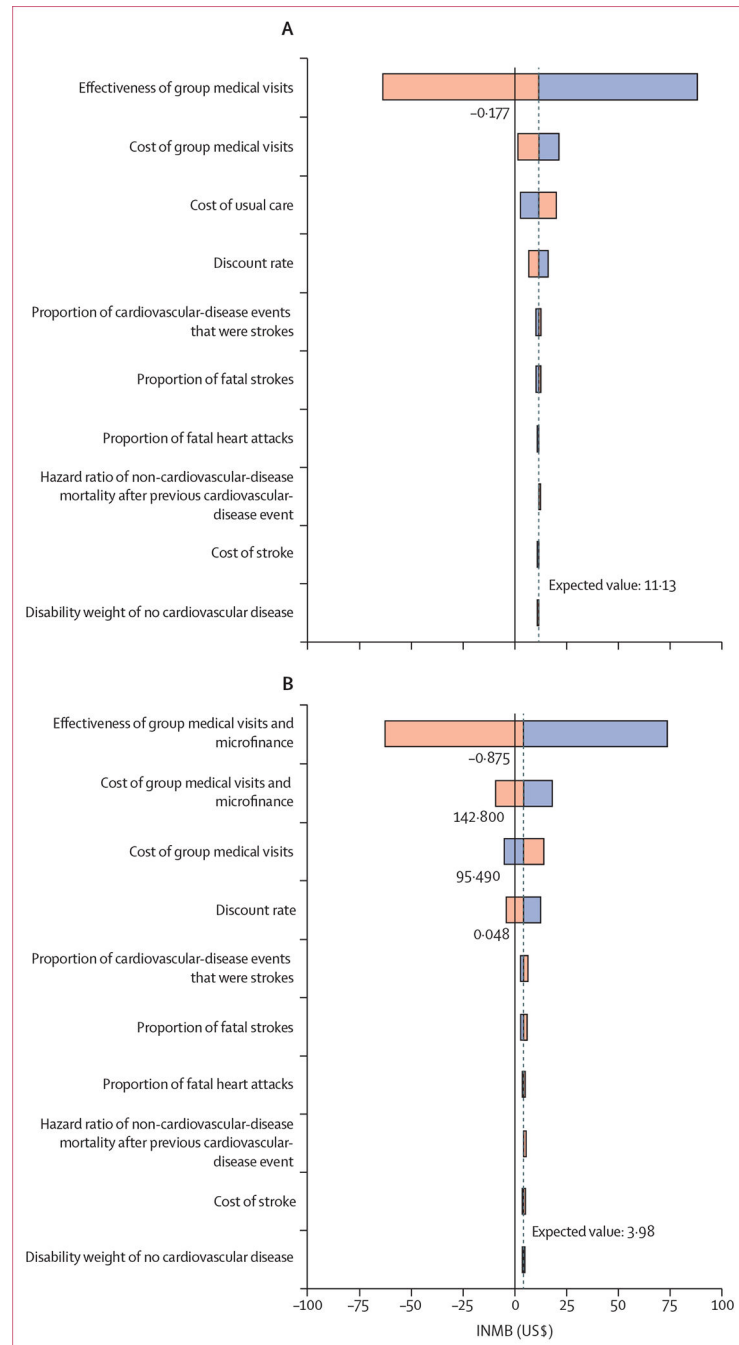 A
Effectiveness of group medical visits
–0·177
Cost of group medical visits
Cost of usual care
Discount rate
Proportion of cardiovascular-disease events
that were strokes
Proportion of fatal strokes
Proportion of fatal heart attacks
Hazard ratio of non-cardiovascular-disease
mortality after previous cardiovascular-
disease event
Cost of stroke
Expected value: 11·13
Disability weight of no cardiovascular disease
B
Effectiveness of group medical visits and
microfinance
–0·875
Cost of group medical visits and
microfinance
142·800
Cost of group medical visits
95·490
Discount rate
0·048
Proportion of cardiovascular-disease events
that were strokes
Proportion of fatal strokes
Proportion of fatal heart attacks
Hazard ratio of non-cardiovascular-disease
mortality after previous cardiovascular-
disease event
Cost of stroke
Expected value: 3·98
Disability weight of no cardiovascular disease
–100 –75 –50 –25 0 25 50 75 100
INMB (US$)